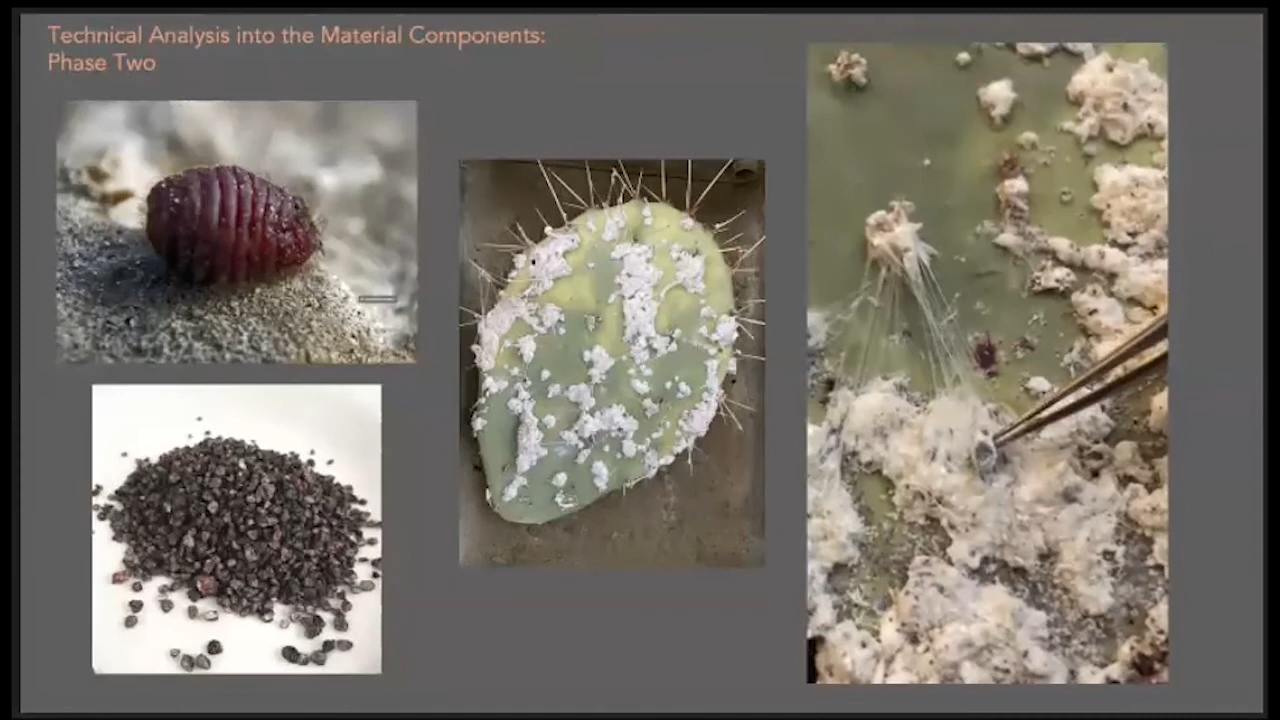 Technical Analysis into the Material Components:
Phase Two